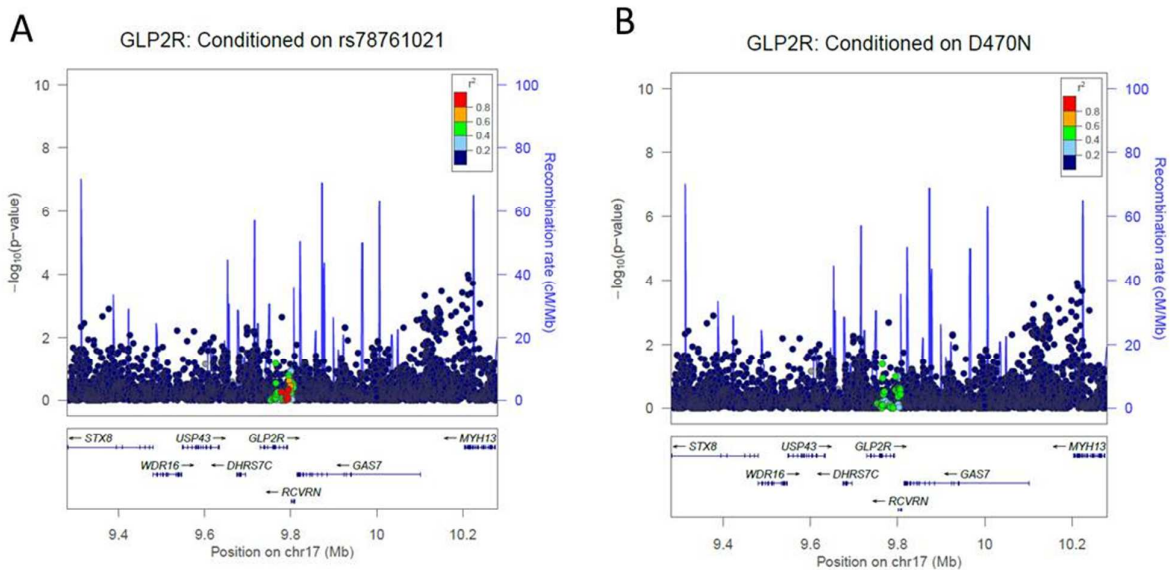 A
GLP2R: Conditioned on rs78761021
10
8
6
4
2
0
−log10(p−value)
r2
0.8
0.6
0.4
0.2
100
80
60
40
20
0
Recombination rate (cM/Mb)
← STX8
USP43 →
GLP2R →
← MYH13
WDR16 →
← DHRS7C
← GAS7
← RCVRN
9.4
9.6
9.8
10
10.2
Position on chr17 (Mb)
B
GLP2R: Conditioned on D470N
10
8
6
4
2
0
−log10(p−value)
r2
0.8
0.6
0.4
0.2
100
80
60
40
20
0
Recombination rate (cM/Mb)
← STX8
USP43 →
GLP2R →
← MYH13
WDR16 →
← DHRS7C
← GAS7
← RCVRN
9.4
9.6
9.8
10
10.2
Position on chr17 (Mb)